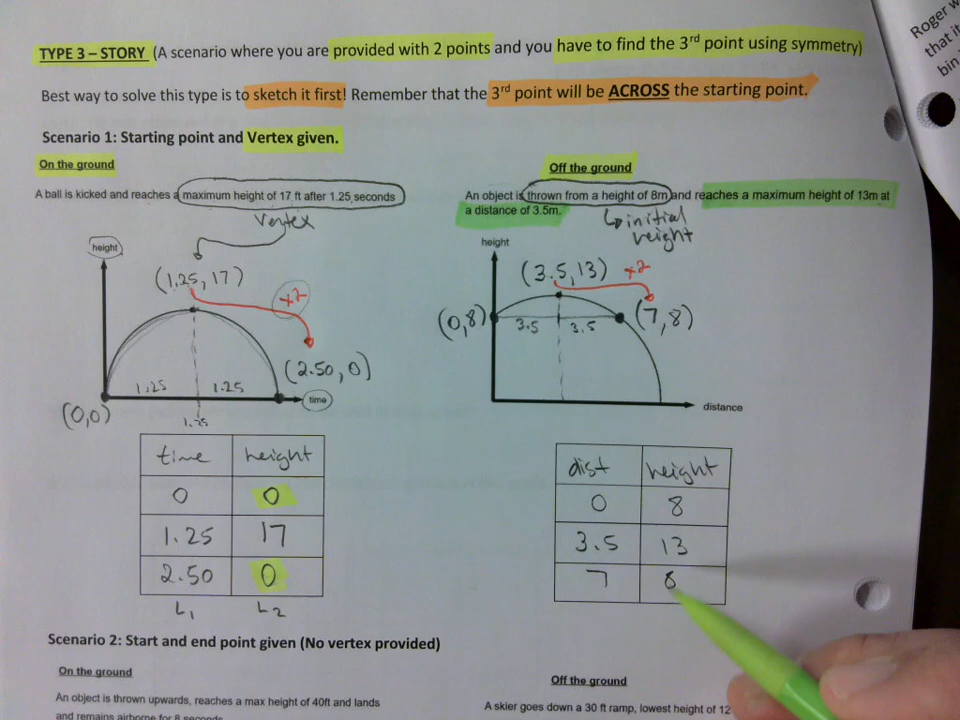 TYPE 3 – STORY (A scenario where you are provided with 2 points and you have to find the 3rd point using symmetry)
Best way to solve this type is to sketch it first! Remember that the 3rd point will be ACROSS the starting point.
Scenario 1: Starting point and Vertex given.
On the ground
A ball is kicked and reaches a maximum height of 17 ft after 1.25 seconds
vertex
height
(1.25, 17)
x2
(2.50, 0)
1.25 1.25
time
(0,0)
1.25
time height
0 0
1.25 17
2.50 0
L1 L2
Off the ground
An object is thrown from a height of 8m and reaches a maximum height of 13m at
a distance of 3.5m.
initial
height
height
(3.5, 13) x2
(0,8) (7, 8)
3.5 3.5
distance
dist height
0 8
3.5 13
7 8
Scenario 2: Start and end point given (No vertex provided)
On the ground
An object is thrown upwards, reaches a max height of 40ft and lands
and remains airborne for 8 seconds
Off the ground
A skier goes down a 30 ft ramp, lowest height of 12
Roger w
that it
bin